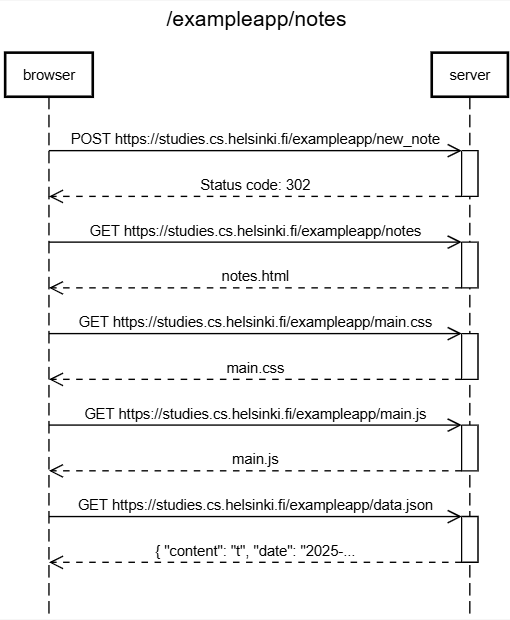 /exampleapp/notes
browser
server
POST https://studies.cs.helsinki.fi/exampleapp/new_note
Status code: 302
GET https://studies.cs.helsinki.fi/exampleapp/notes
notes.html
GET https://studies.cs.helsinki.fi/exampleapp/main.css
main.css
GET https://studies.cs.helsinki.fi/exampleapp/main.js
main.js
GET https://studies.cs.helsinki.fi/exampleapp/data.json
{ "content": "t", "date": "2025-...